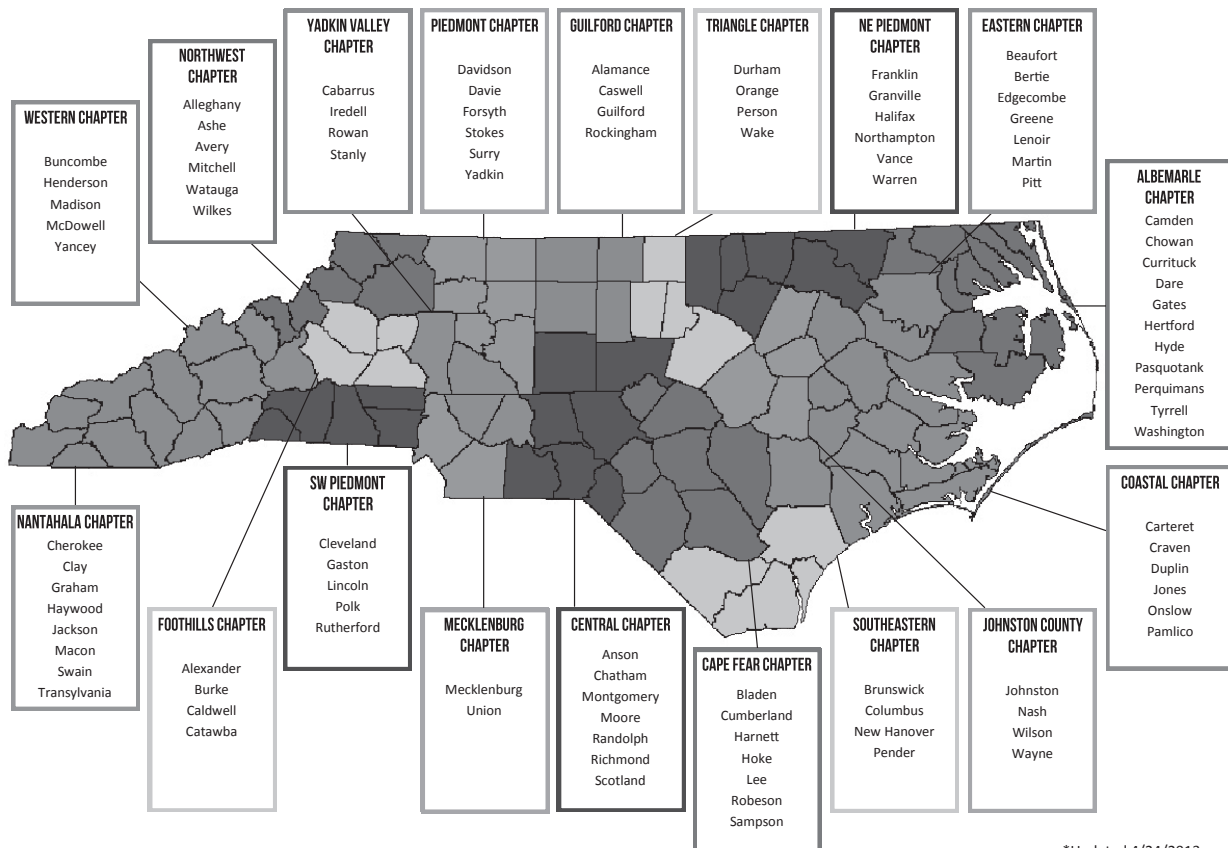 YADKIN VALLEY
CHAPTER
Cabarrus
Iredell
Rowan
Stanly
PIEDMONT CHAPTER
Davidson
Davie
Forsyth
Stokes
Surry
Yadkin
GUILFORD CHAPTER
Alamance
Caswell
Guilford
Rockingham
TRIANGLE CHAPTER
Durham
Orange
Person
Wake
NE PIEDMONT
CHAPTER
Franklin
Granville
Halifax
Northampton
Vance
Warren
EASTERN CHAPTER
Beaufort
Bertie
Edgecombe
Greene
Lenoir
Martin
Pitt
NORTHWEST
CHAPTER
Alleghany
Ashe
Avery
Mitchell
Watauga
Wilkes
WESTERN CHAPTER
Buncombe
Henderson
Madison
McDowell
Yancey
ALBEMARLE
CHAPTER
Camden
Chowan
Currituck
Dare
Gates
Hertford
Hyde
Pasquotank
Perquimans
Tyrrell
Washington
NANTAHALA CHAPTER
Cherokee
Clay
Graham
Haywood
Jackson
Macon
Swain
Transylvania
FOOTHILLS CHAPTER
Alexander
Burke
Caldwell
Catawba
SW PIEDMONT
CHAPTER
Cleveland
Gaston
Lincoln
Polk
Rutherford
MECKLENBURG
CHAPTER
Mecklenburg
Union
CENTRAL CHAPTER
Anson
Chatham
Montgomery
Moore
Randolph
Richmond
Scotland
CAPE FEAR CHAPTER
Bladen
Cumberland
Harnett
Hoke
Lee
Robeson
Sampson
SOUTHEASTERN
CHAPTER
Brunswick
Columbus
New Hanover
Pender
JOHNSTON COUNTY
CHAPTER
Johnston
Nash
Wilson
Wayne
COASTAL CHAPTER
Carteret
Craven
Duplin
Jones
Onslow
Pamlico